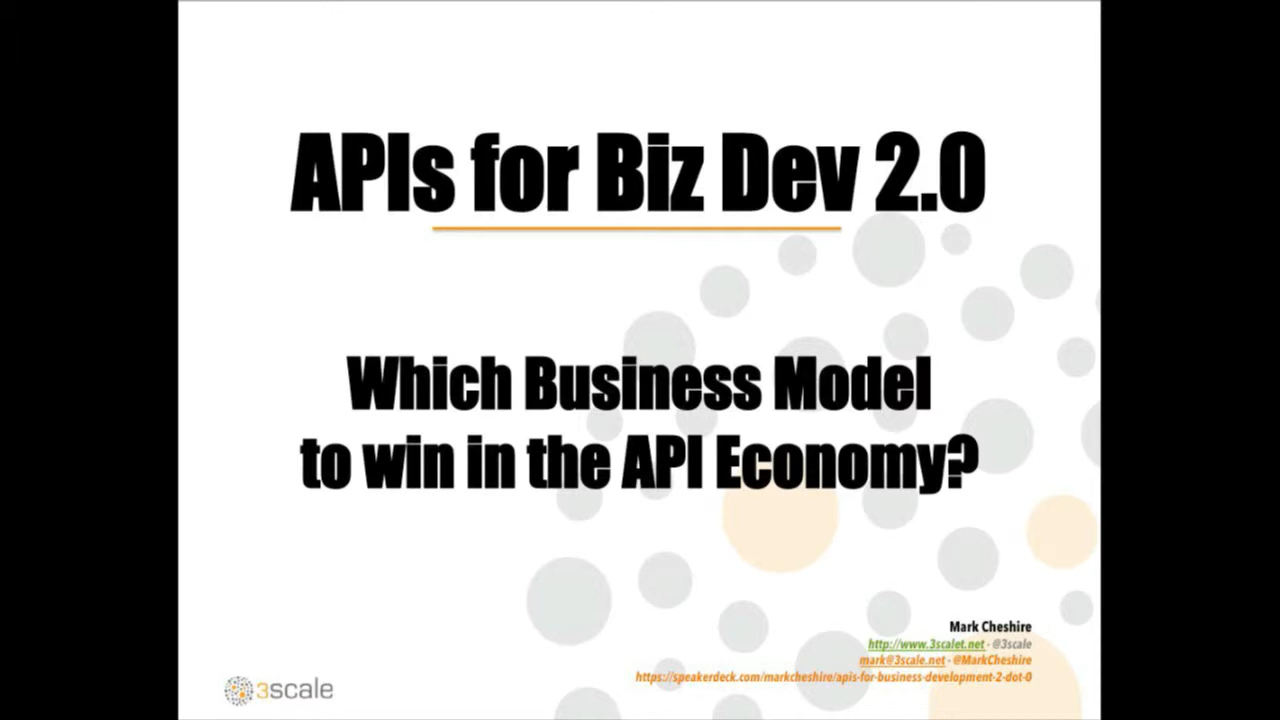 APIs for Biz Dev 2.0
Which Business Model
to win in the API Economy?
Mark Cheshire
http://www.3scalet.net - @3scale
mark@3scale.net - @MarkCheshire
https://speakerdeck.com/markcheshire/apis-for-business-development-2-dot-0
3scale